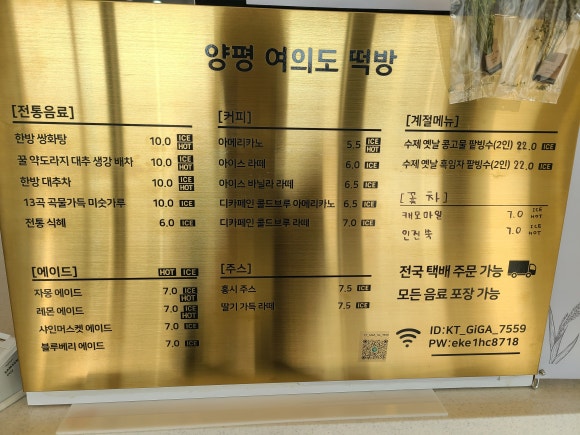 양평 여의도 떡방
[전통음료]
한방 쌍화탕 10.0 ICE HOT
꿀 약도라지 대추 생강 배차 10.0 ICE HOT
한방 대추차 10.0 ICE HOT
13곡 곡물가득 미숫가루 10.0 ICE
전통 식혜 6.0 ICE
[커피]
아메리카노 5.5 ICE HOT
아이스 라떼 6.0 ICE
아이스 바닐라 라떼 6.5 ICE
디카페인 콜드브루 아메리카노 6.5 ICE
디카페인 콜드브루 라떼 7.0 ICE
[계절메뉴]
수제 옛날 콩고물 팥빙수(2인) 22.0 ICE
수제 옛날 흑임자 팥빙수(2인) 22.0 ICE
[꽃차]
캐모마일 7.0 ICE HOT
인진쑥 7.0 ICE HOT
[에이드] HOT ICE
자몽 에이드 7.0 ICE HOT
레몬 에이드 7.0 ICE HOT
샤인머스켓 에이드 7.0 ICE
블루베리 에이드 7.0 ICE
[주스]
홍시 주스 7.5 ICE
딸기 가득 라떼 7.5 ICE
전국 택배 주문 가능
모든 음료 포장 가능
ID:KT_GiGA_7559
PW:eke1hc8718